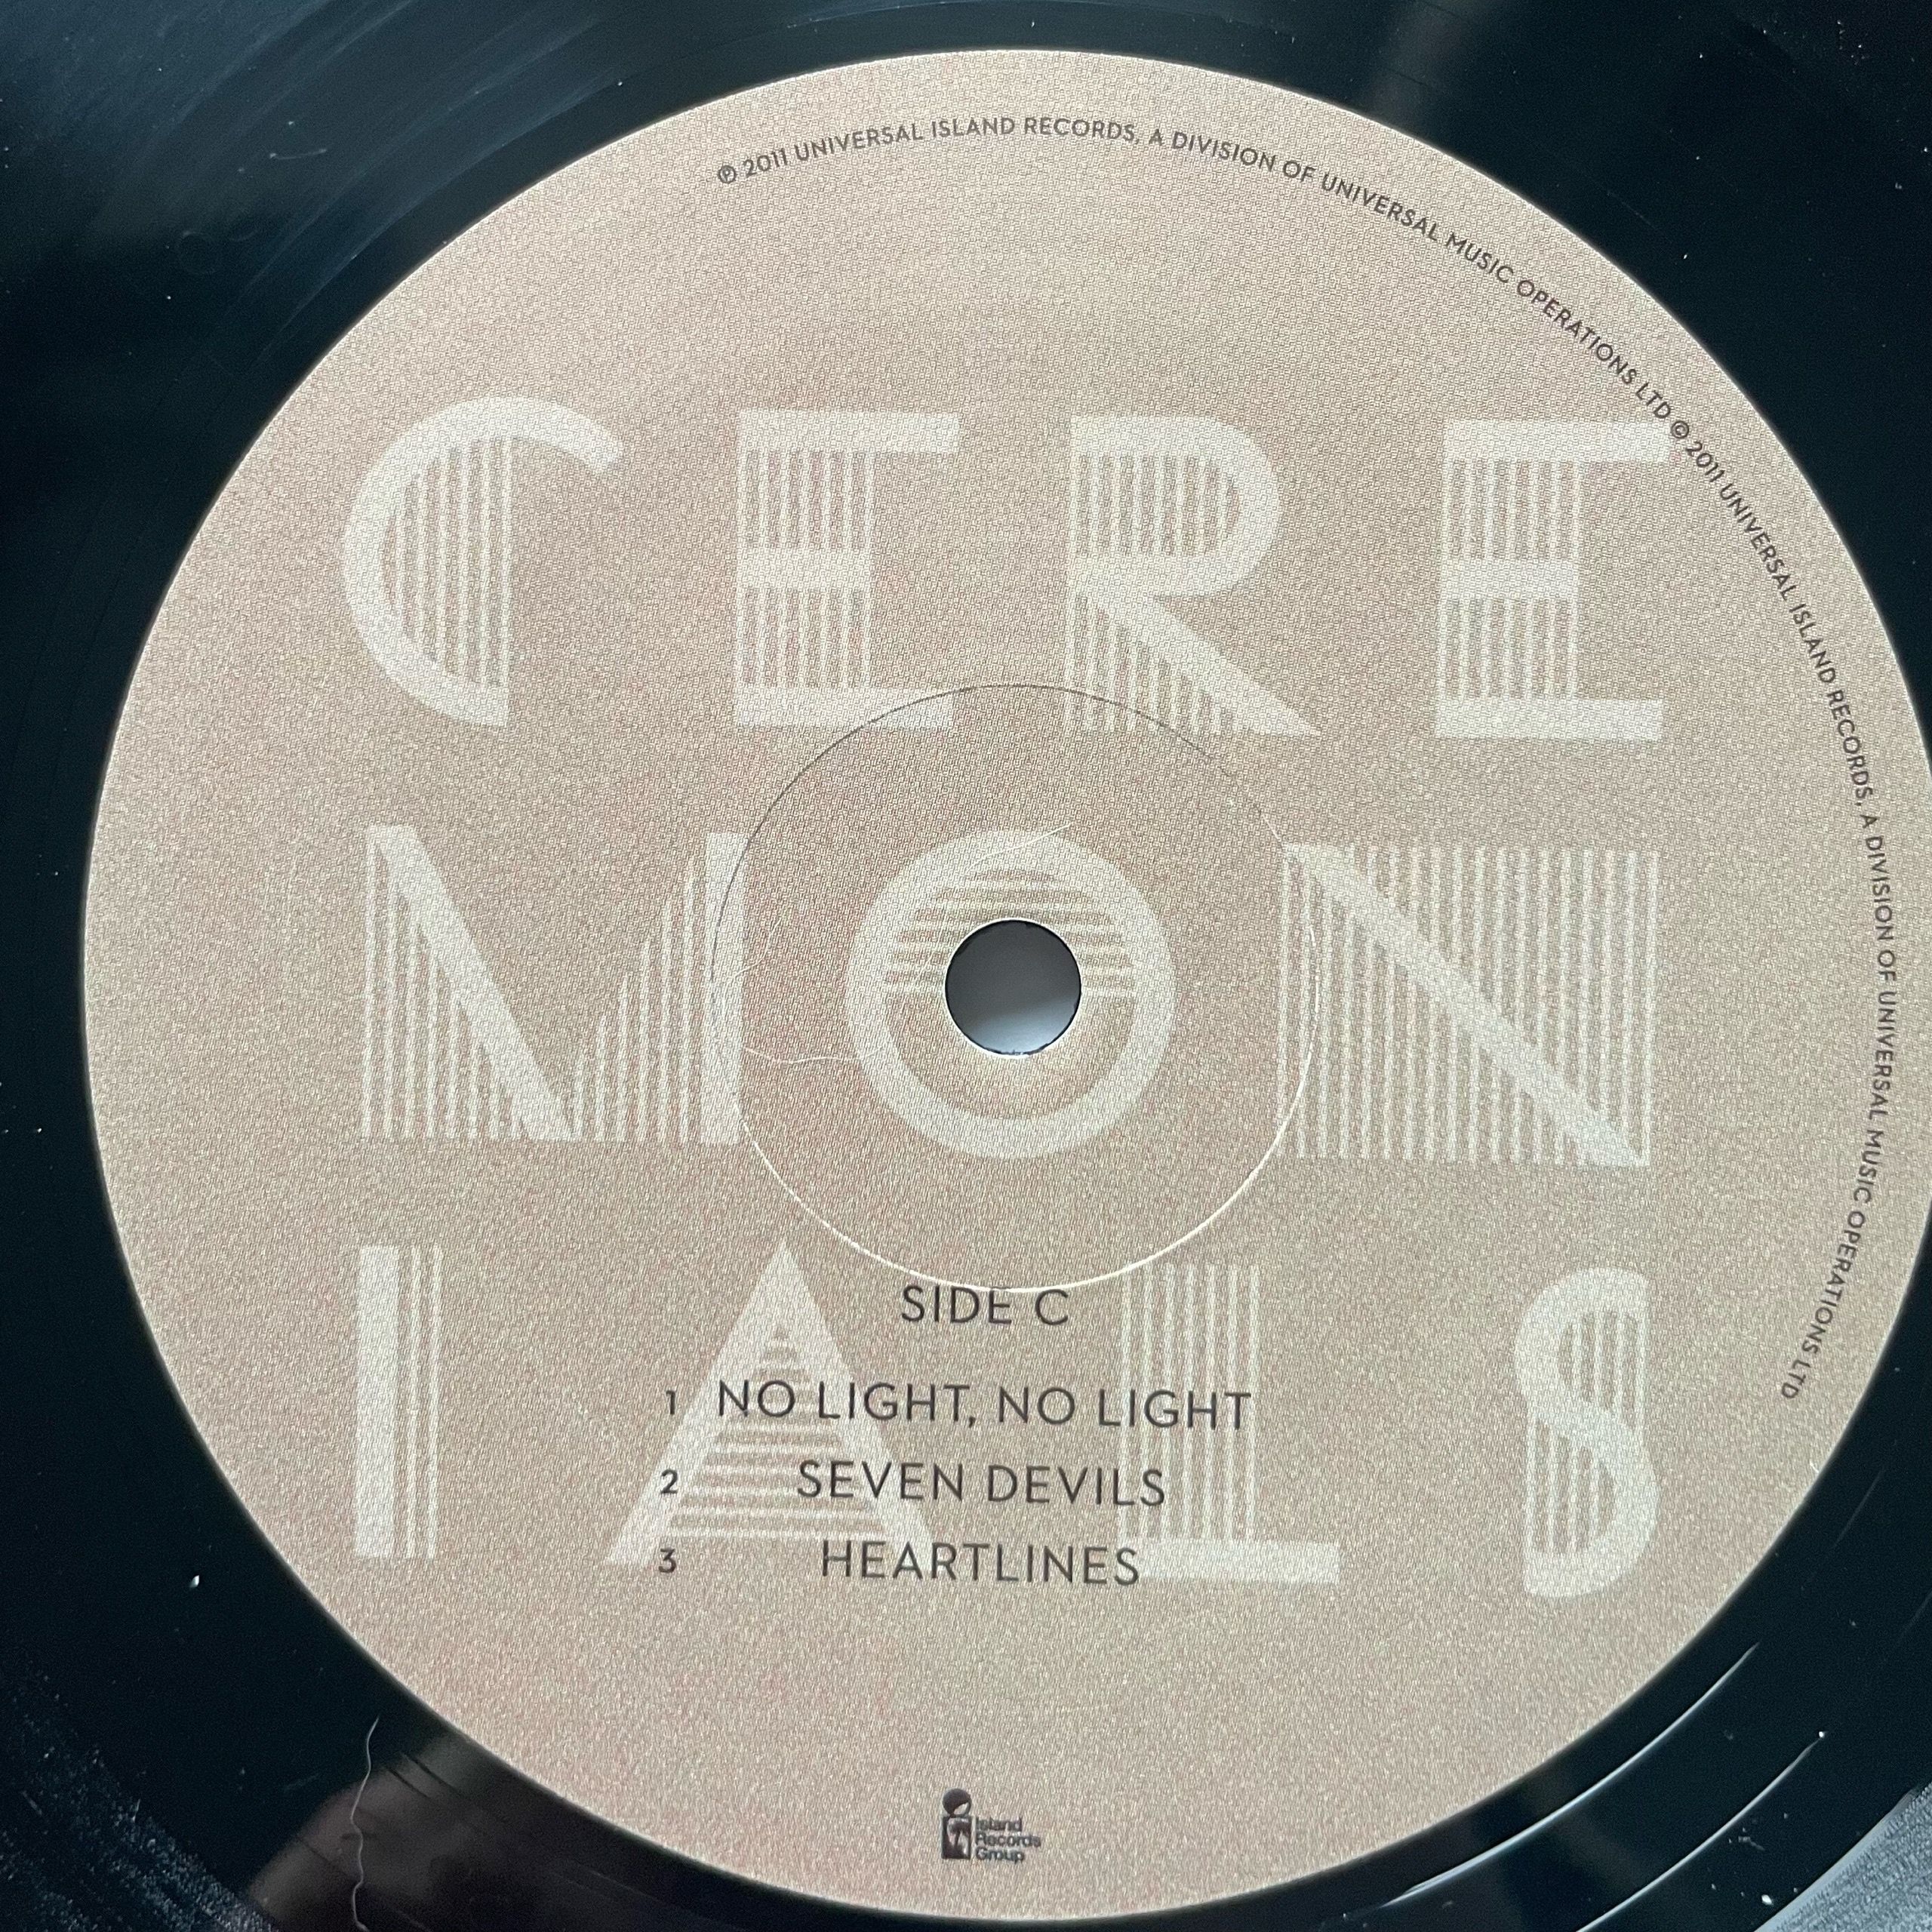 ℗ 2011 UNIVERSAL ISLAND RECORDS, A DIVISION OF UNIVERSAL MUSIC OPERATIONS LTD © 2011 UNIVERSAL ISLAND RECORDS, A DIVISION OF UNIVERSAL MUSIC OPERATIONS LTD
CERE
MON
IALS
SIDE C
1 NO LIGHT, NO LIGHT
2 SEVEN DEVILS
3 HEARTLINES
Island
Records
Group